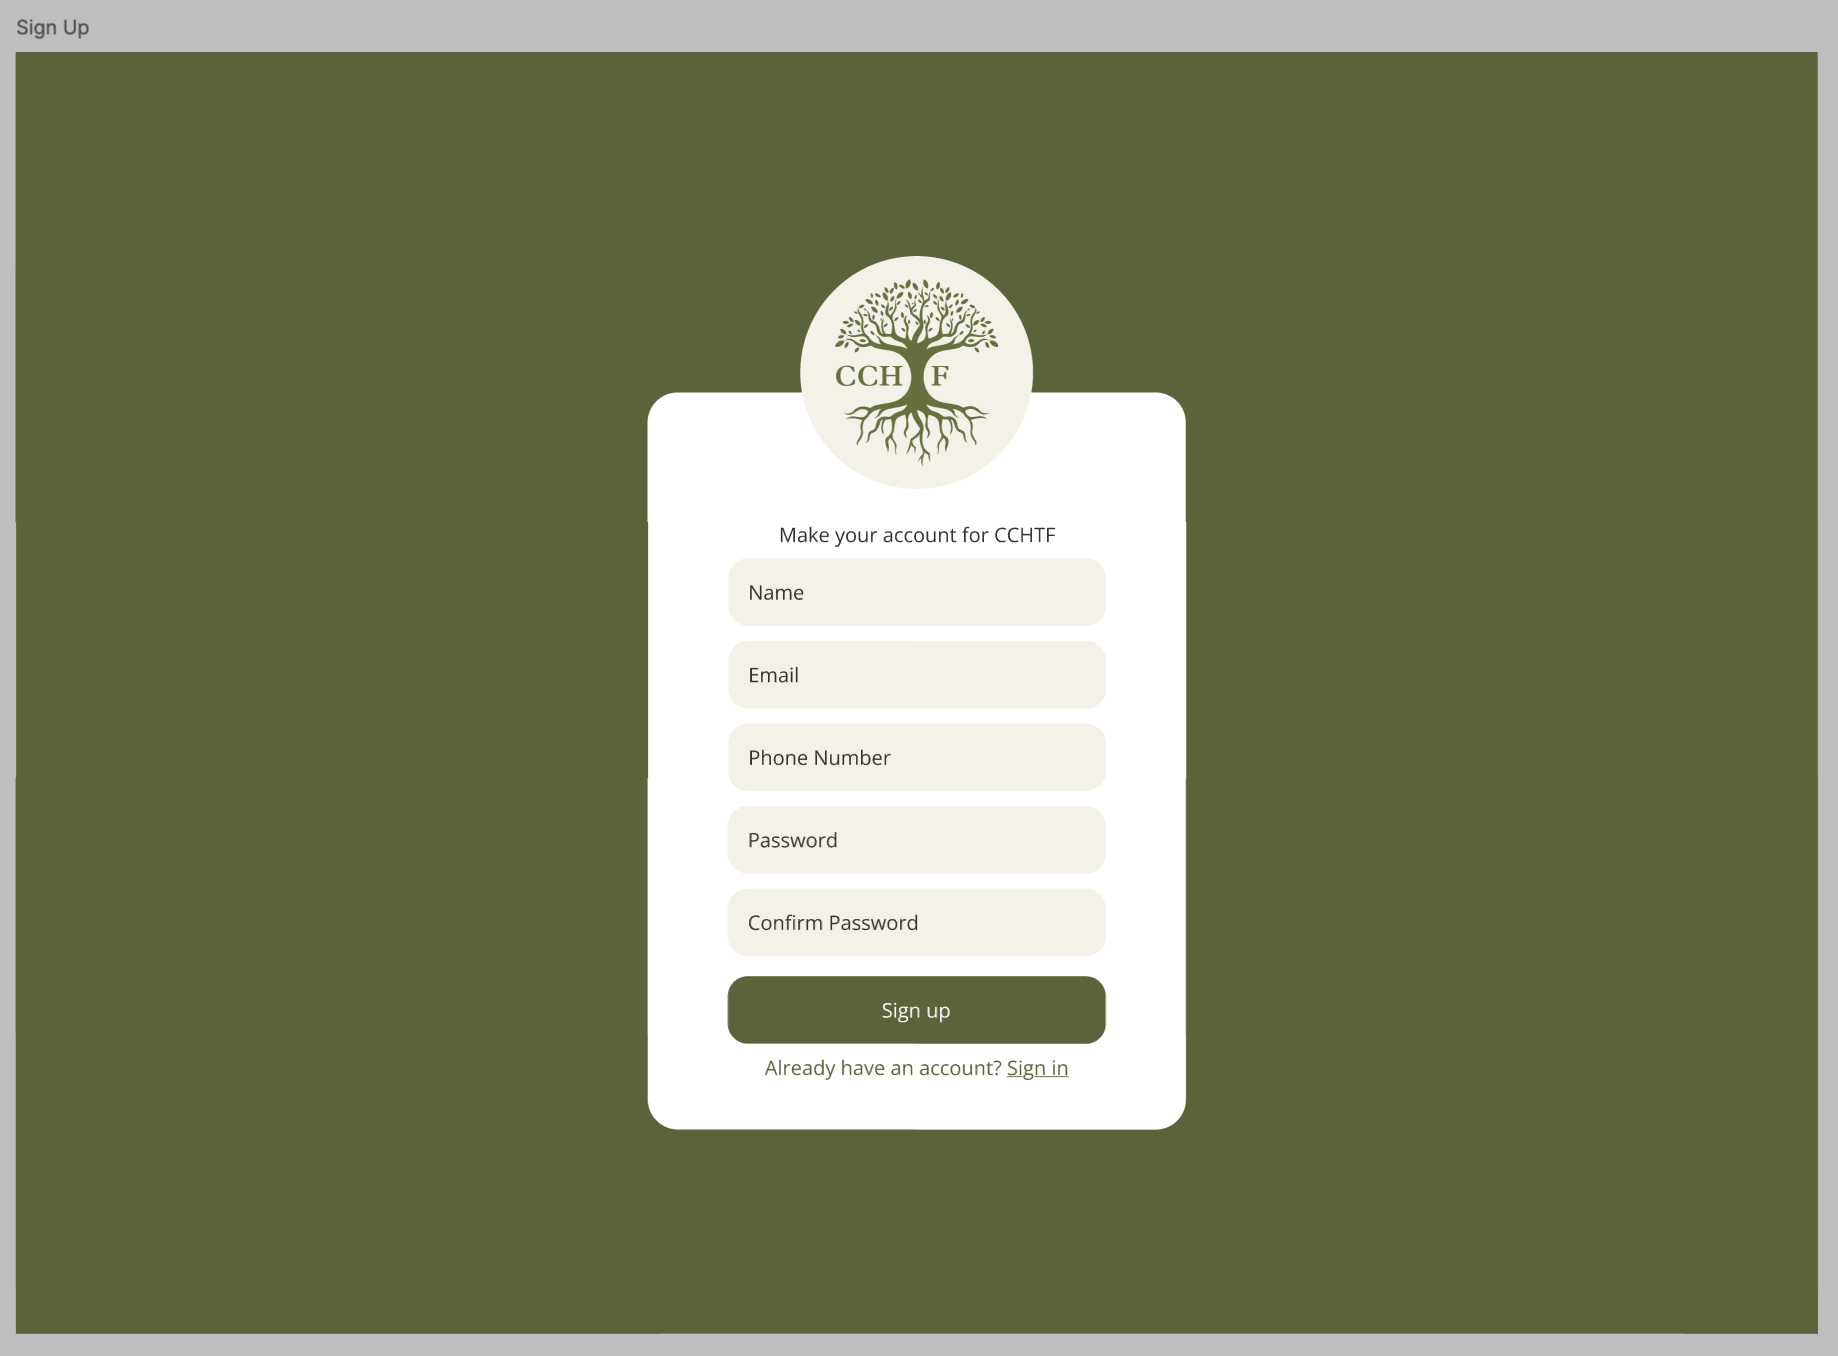 Sign Up
CCH F
Make your account for CCHTF
Name
Email
Phone Number
Password
Confirm Password
Sign up
Already have an account? Sign in